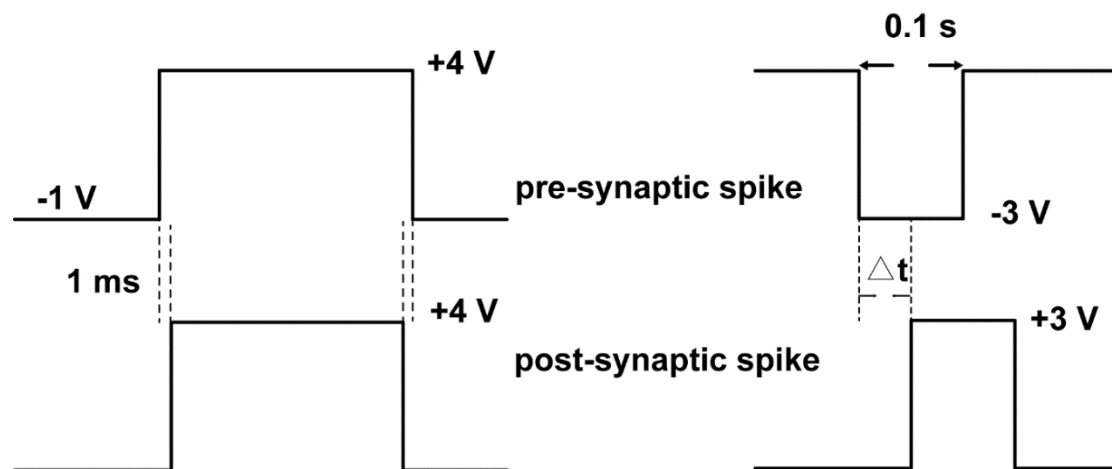 0.1 s
+4 V
-1 V
pre-synaptic spike
-3 V
1 ms
△t
+4 V
+3 V
post-synaptic spike